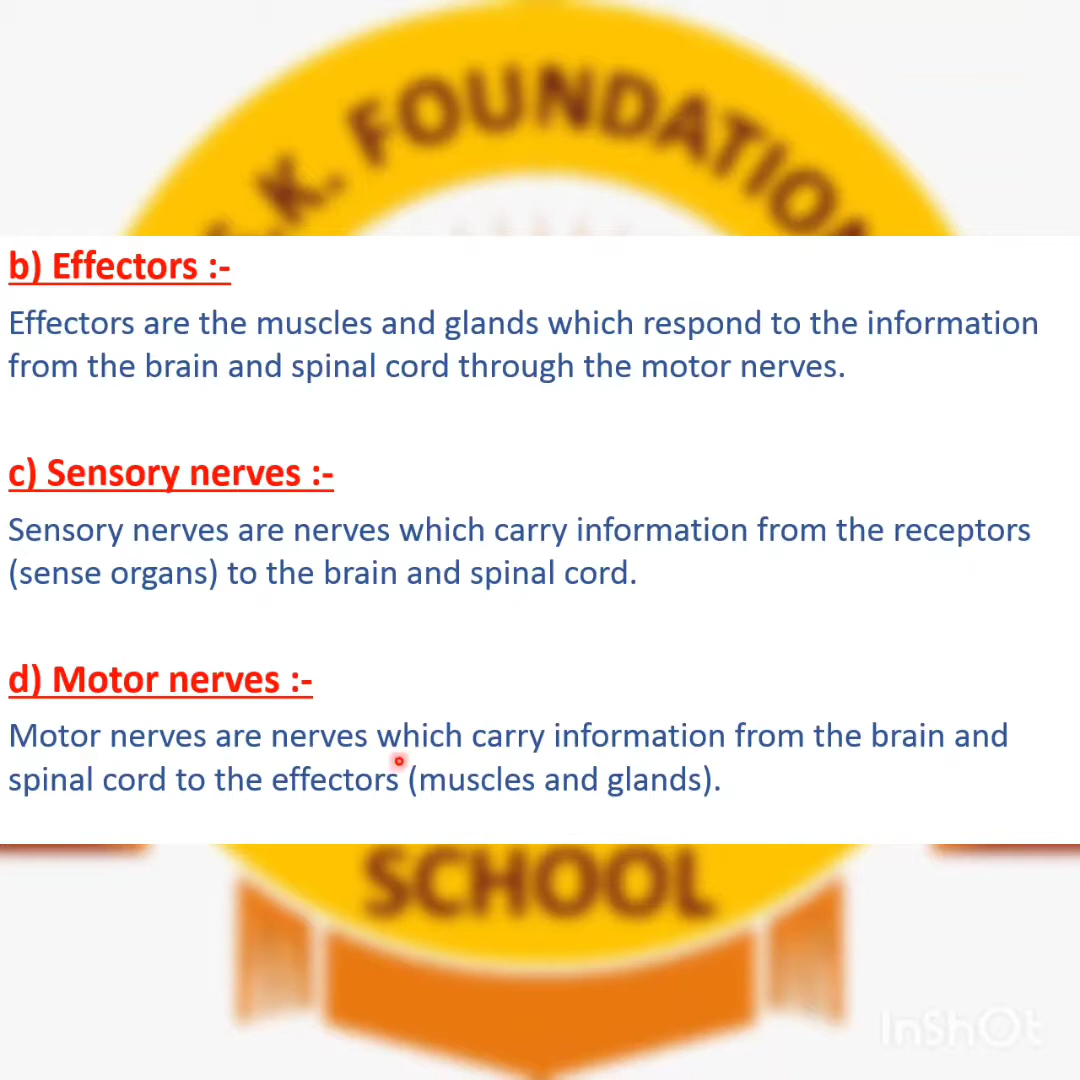 K. FOUNDATION
b) Effectors :-
Effectors are the muscles and glands which respond to the information
from the brain and spinal cord through the motor nerves.
c) Sensory nerves :-
Sensory nerves are nerves which carry information from the receptors
(sense organs) to the brain and spinal cord.
d) Motor nerves :-
Motor nerves are nerves which carry information from the brain and
spinal cord to the effectors (muscles and glands).
SCHOOL
InShOt